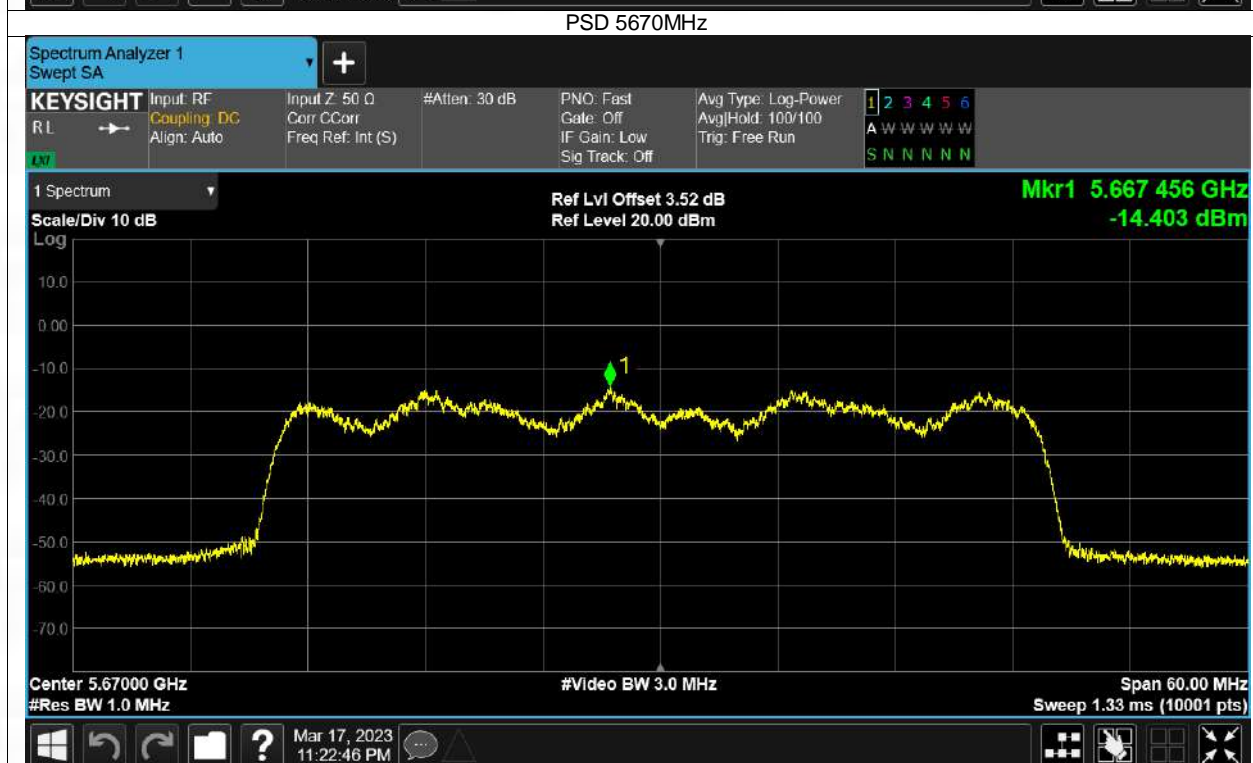 PSD 5670MHz
Spectrum Analyzer 1
Swept SA
KEYSIGHT
RL
LXI
Input: RF
Coupling: DC
Align: Auto
Input Z: 50 Ω
Corr CCorr
Freq Ref: Int (S)
#Atten: 30 dB
PNO: Fast
Gate: Off
IF Gain: Low
Sig Track: Off
Avg Type: Log-Power
Avg|Hold: 100/100
Trig: Free Run
1 2 3 4 5 6
A W W W W W
S N N N N N
1 Spectrum
Scale/Div 10 dB
Log
Ref Lvl Offset 3.52 dB
Ref Level 20.00 dBm
Mkr1 5.667 456 GHz
-14.403 dBm
10.0
0.00
-10.0
-20.0
-30.0
-40.0
-50.0
-60.0
-70.0
1
Center 5.67000 GHz
#Res BW 1.0 MHz
#Video BW 3.0 MHz
Span 60.00 MHz
Sweep 1.33 ms (10001 pts)
?
Mar 17, 2023
11:22:46 PM